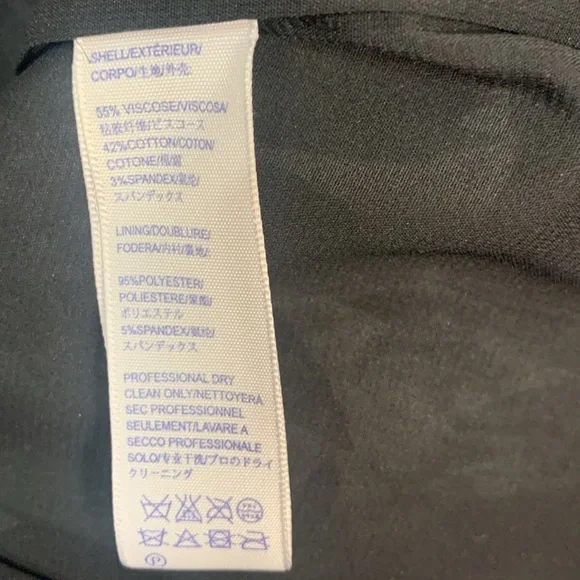 SHELL/EXTÉRIEUR/
CORPO/生地/外壳/
55% VISCOSE/VISCOSA/
粘胶纤维/ビスコース
42%COTTON/COTON/
COTONE/棉/綿
3%SPANDEX/氨纶/
スパンデックス
LINING/DOUBLURE/
FODERA/内衬/裏地/
95%POLYESTER/
POLIESTERE/聚酯/
ポリエステル
5%SPANDEX/氨纶/
スパンデックス
PROFESSIONAL DRY
CLEAN ONLY/NETTOYER A
SEC PROFESSIONNEL
SEULEMENT/LAVARE A
SECCO PROFESSIONALE
SOLO/专业干洗/プロのドライ
クリーニング
P